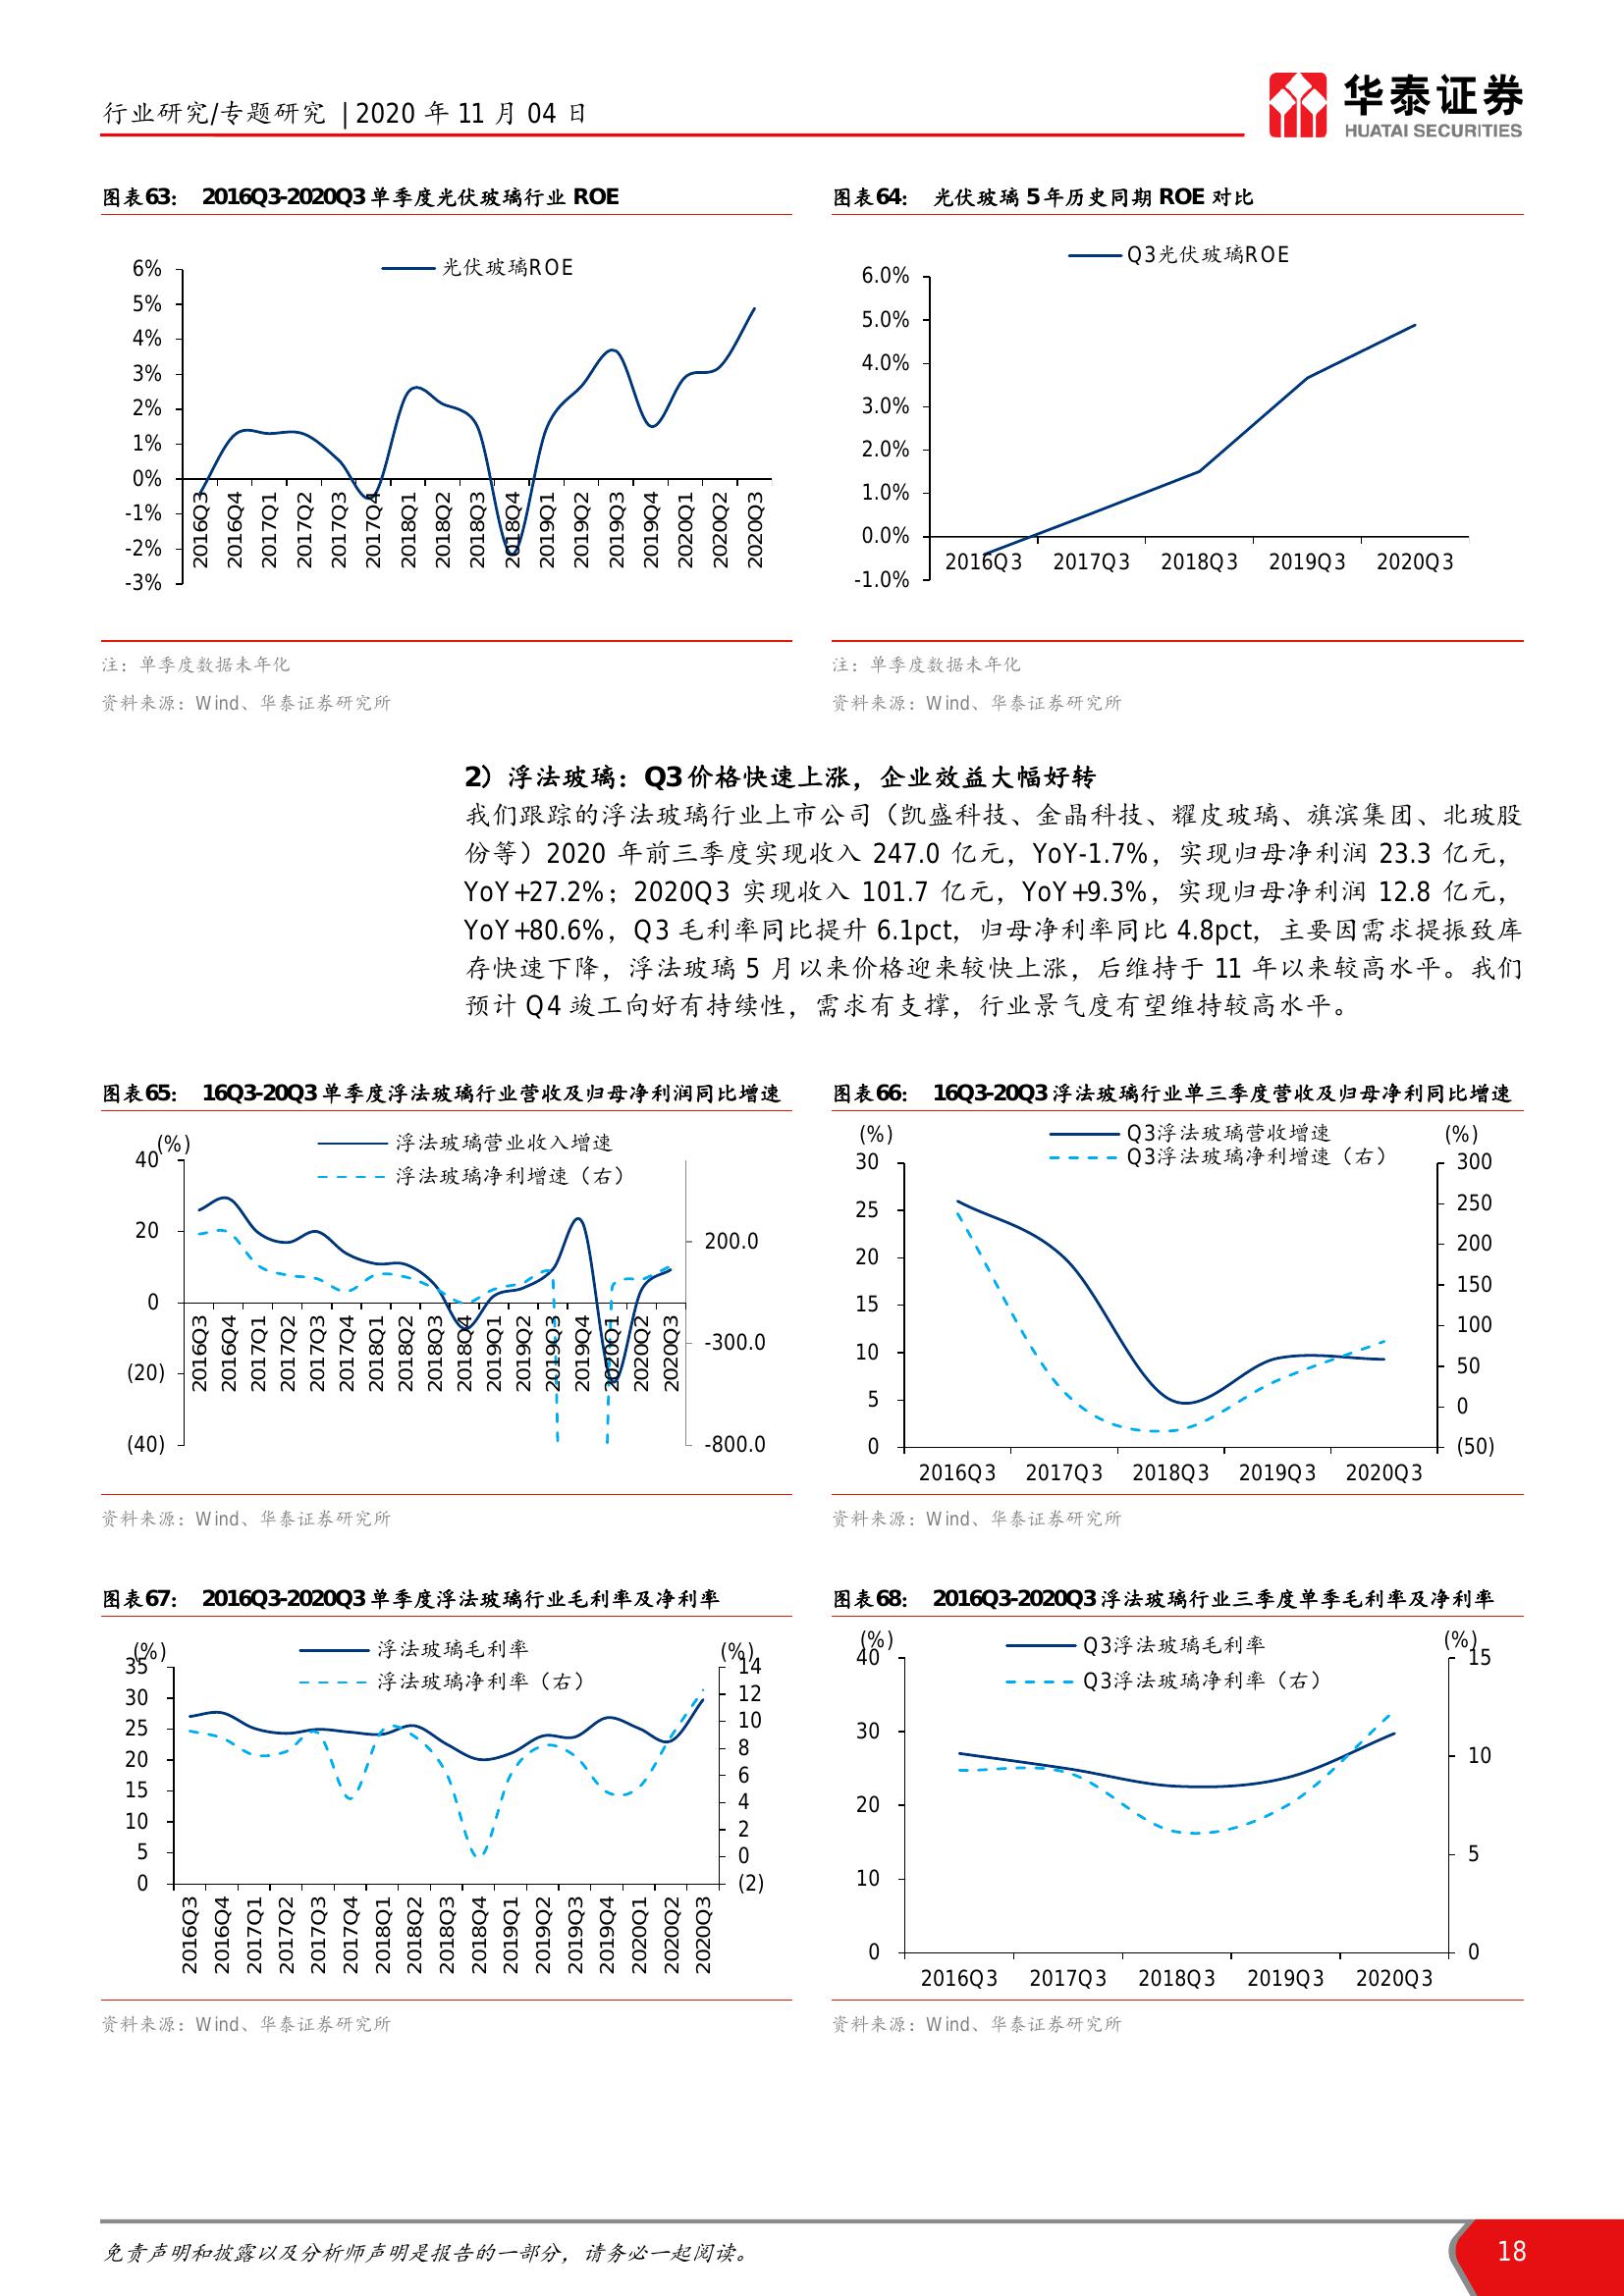 行业研究/专题研究 | 2020 年 11 月 04 日
华泰证券
HUATAI SECURITIES
图表63： 2016Q3-2020Q3 单季度光伏玻璃行业 ROE
光伏玻璃ROE
6%
5%
4%
3%
2%
1%
0%
-1%
-2%
-3%
2016Q3
2016Q4
2017Q1
2017Q2
2017Q3
2017Q4
2018Q1
2018Q2
2018Q3
2018Q4
2019Q1
2019Q2
2019Q3
2019Q4
2020Q1
2020Q2
2020Q3
注：单季度数据未年化
资料来源：Wind、华泰证券研究所
图表64： 光伏玻璃 5 年历史同期 ROE 对比
Q3光伏玻璃ROE
6.0%
5.0%
4.0%
3.0%
2.0%
1.0%
0.0%
-1.0%
2016Q3 2017Q3 2018Q3 2019Q3 2020Q3
注：单季度数据未年化
资料来源：Wind、华泰证券研究所
2）浮法玻璃：Q3 价格快速上涨，企业效益大幅好转
我们跟踪的浮法玻璃行业上市公司（凯盛科技、金晶科技、耀皮玻璃、旗滨集团、北玻股
份等）2020 年前三季度实现收入 247.0 亿元，YoY-1.7%，实现归母净利润 23.3 亿元，
YoY+27.2%；2020Q3 实现收入 101.7 亿元，YoY+9.3%，实现归母净利润 12.8 亿元，
YoY+80.6%，Q3 毛利率同比提升 6.1pct，归母净利率同比 4.8pct，主要因需求提振致库
存快速下降，浮法玻璃 5 月以来价格迎来较快上涨，后维持于 11 年以来较高水平。我们
预计 Q4 竣工向好有持续性，需求有支撑，行业景气度有望维持较高水平。
图表65： 16Q3-20Q3 单季度浮法玻璃行业营收及归母净利润同比增速
(%)
浮法玻璃营业收入增速
浮法玻璃净利增速（右）
40
20
0
(20)
(40)
200.0
-300.0
-800.0
2016Q3
2016Q4
2017Q1
2017Q2
2017Q3
2017Q4
2018Q1
2018Q2
2018Q3
2018Q4
2019Q1
2019Q2
2019Q3
2019Q4
2020Q1
2020Q2
2020Q3
资料来源：Wind、华泰证券研究所
图表66： 16Q3-20Q3 浮法玻璃行业单三季度营收及归母净利同比增速
(%)
(%)
Q3浮法玻璃营收增速
Q3浮法玻璃净利增速（右）
30
25
20
15
10
5
0
300
250
200
150
100
50
0
(50)
2016Q3 2017Q3 2018Q3 2019Q3 2020Q3
资料来源：Wind、华泰证券研究所
图表67： 2016Q3-2020Q3 单季度浮法玻璃行业毛利率及净利率
(%)
(%)
浮法玻璃毛利率
浮法玻璃净利率（右）
35
30
25
20
15
10
5
0
14
12
10
8
6
4
2
0
(2)
2016Q3
2016Q4
2017Q1
2017Q2
2017Q3
2017Q4
2018Q1
2018Q2
2018Q3
2018Q4
2019Q1
2019Q2
2019Q3
2019Q4
2020Q1
2020Q2
2020Q3
资料来源：Wind、华泰证券研究所
图表68： 2016Q3-2020Q3 浮法玻璃行业三季度单季毛利率及净利率
(%)
(%)
Q3浮法玻璃毛利率
Q3浮法玻璃净利率（右）
40
30
20
10
0
15
10
5
0
2016Q3 2017Q3 2018Q3 2019Q3 2020Q3
资料来源：Wind、华泰证券研究所
免责声明和披露以及分析师声明是报告的一部分，请务必一起阅读。
18